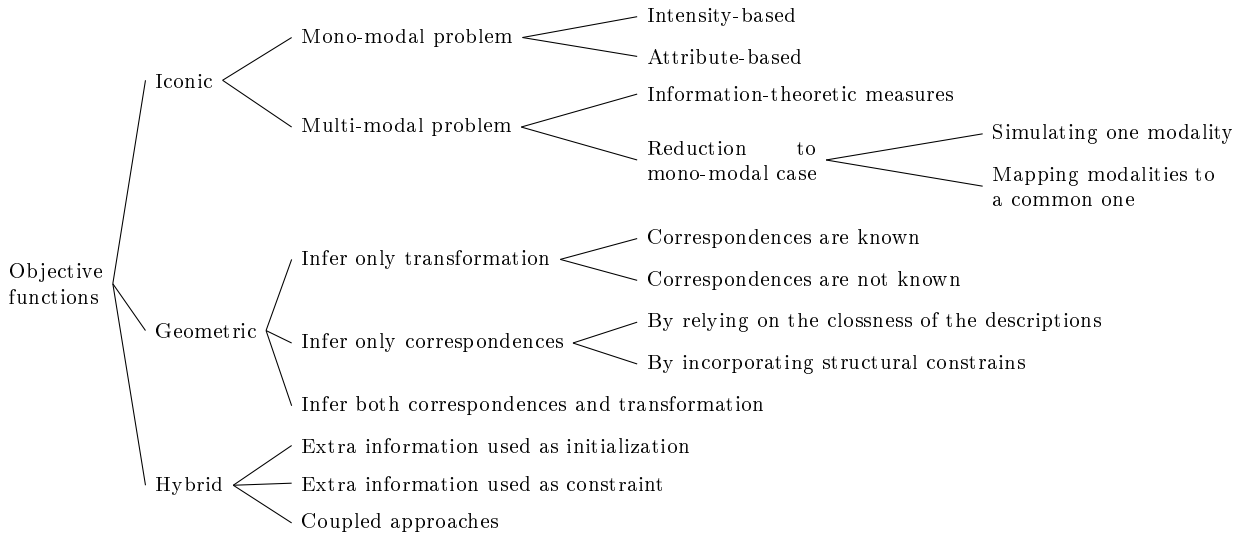 Objective
functions
Iconic
Mono-modal problem
Intensity-based
Attribute-based
Multi-modal problem
Information-theoretic measures
Reduction to
mono-modal case
Simulating one modality
Mapping modalities to
a common one
Geometric
Infer only transformation
Correspondences are known
Correspondences are not known
Infer only correspondences
By relying on the clossness of the descriptions
By incorporating structural constrains
Infer both correspondences and transformation
Hybrid
Extra information used as initialization
Extra information used as constraint
Coupled approaches